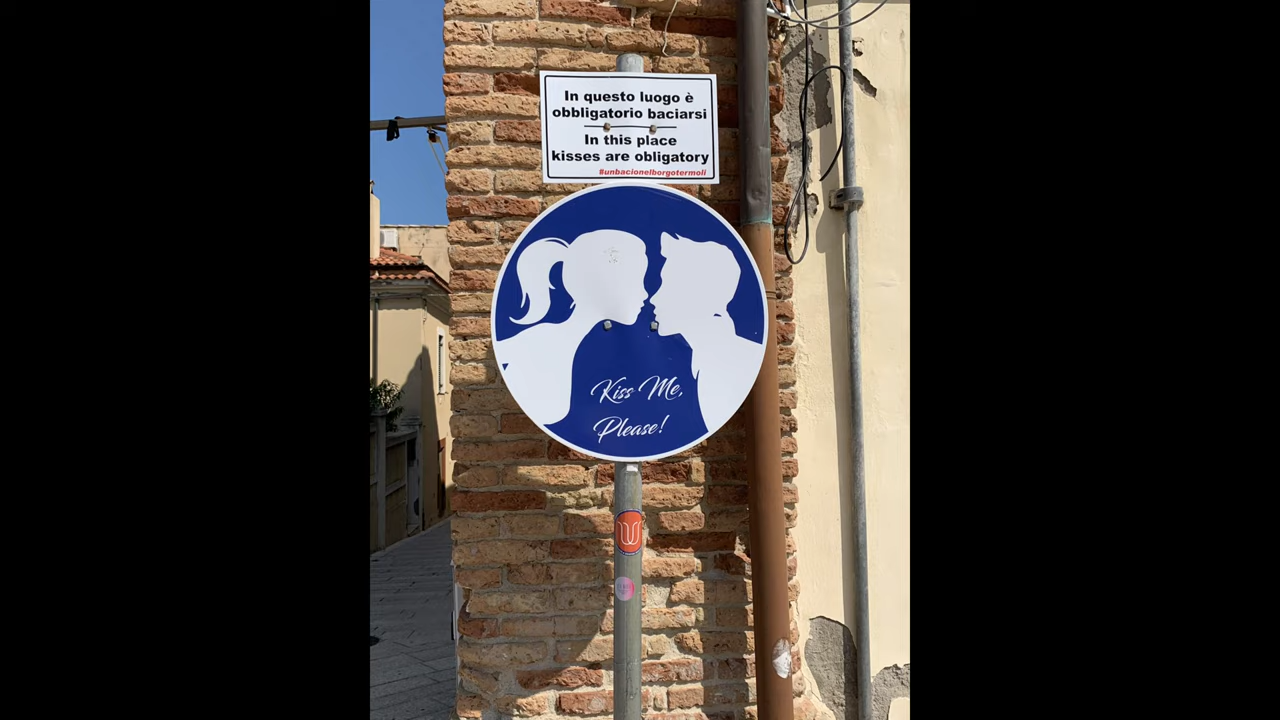 In questo luogo è
obbligatorio baciarsi
In this place
kisses are obligatory
#unbacionelborgotermoli
Kiss Me,
Please!